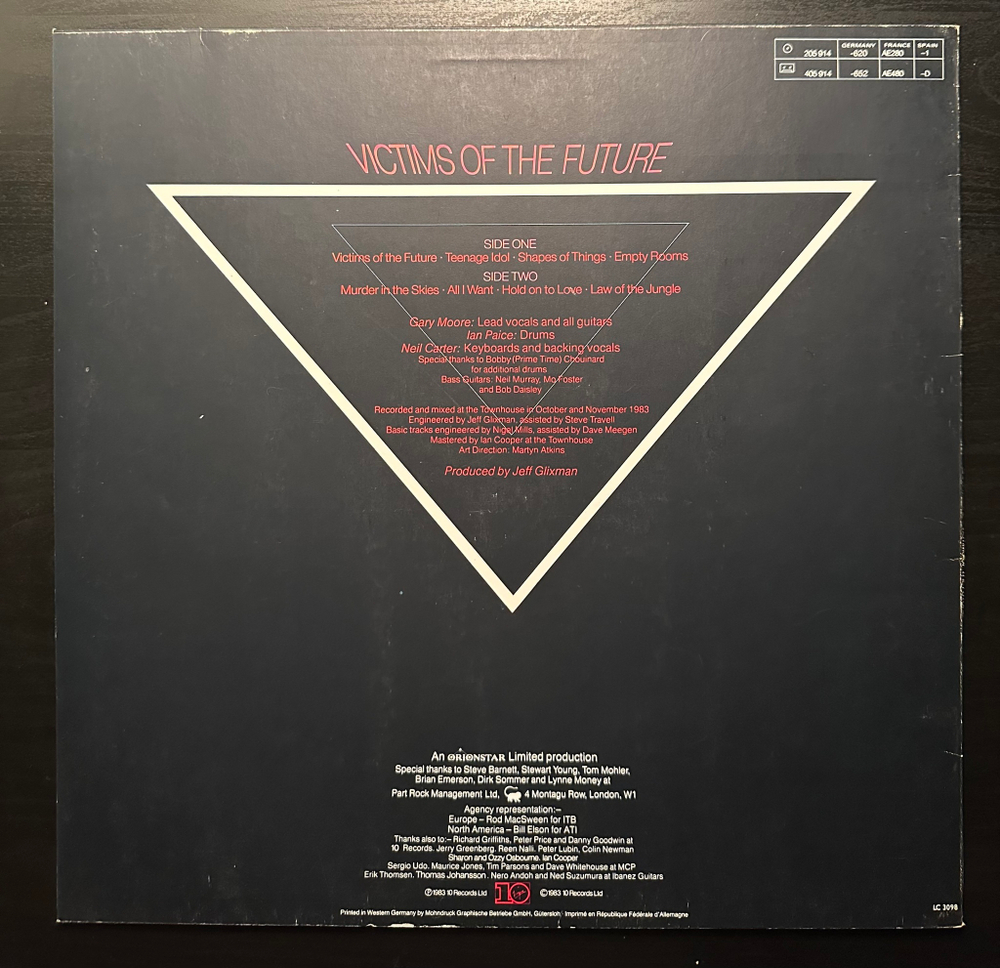 GERMANY FRANCE SPAIN
205 914 -620 AE280 -1
405 914 -652 AE480 -D
VICTIMS OF THE FUTURE
SIDE ONE
Victims of the Future · Teenage Idol · Shapes of Things · Empty Rooms
SIDE TWO
Murder in the Skies · All I Want · Hold on to Love · Law of the Jungle
Gary Moore: Lead vocals and all guitars
Ian Paice: Drums
Neil Carter: Keyboards and backing vocals
Special thanks to Bobby (Prime Time) Chouinard
for additional drums
Bass Guitars: Neil Murray, Mo Foster
and Bob Daisley
Recorded and mixed at the Townhouse in October and November 1983
Engineered by Jeff Glixman, assisted by Steve Travell
Basic tracks engineered by Nigel Mills, assisted by Dave Meegen
Mastered by Ian Cooper at the Townhouse
Art Direction: Martyn Atkins
Produced by Jeff Glixman
An ORIONSTAR Limited production
Special thanks to Steve Barnett, Stewart Young, Tom Mohler,
Brian Emerson, Dirk Sommer and Lynne Money at
Part Rock Management Ltd, 4 Montagu Row, London, W1
Agency representation:–
Europe – Rod MacSween for ITB
North America – Bill Elson for ATI
Thanks also to:– Richard Griffiths, Peter Price and Danny Goodwin at
10 Records. Jerry Greenberg. Reen Nalli. Peter Lubin, Colin Newman
Sharon and Ozzy Osbourne. Ian Cooper
Sergio Udo. Maurice Jones, Tim Parsons and Dave Whitehouse at MCP
Erik Thomsen. Thomas Johansson. Nero Andoh and Ned Suzumura at Ibanez Guitars
℗1983 10 Records Ltd 10 Virgin ©1983 10 Records Ltd
Printed in Western Germany by Mohndruck Graphische Betriebe GmbH, Gütersloh · Imprimé en République Fédérale d'Allemagne
LC 3098